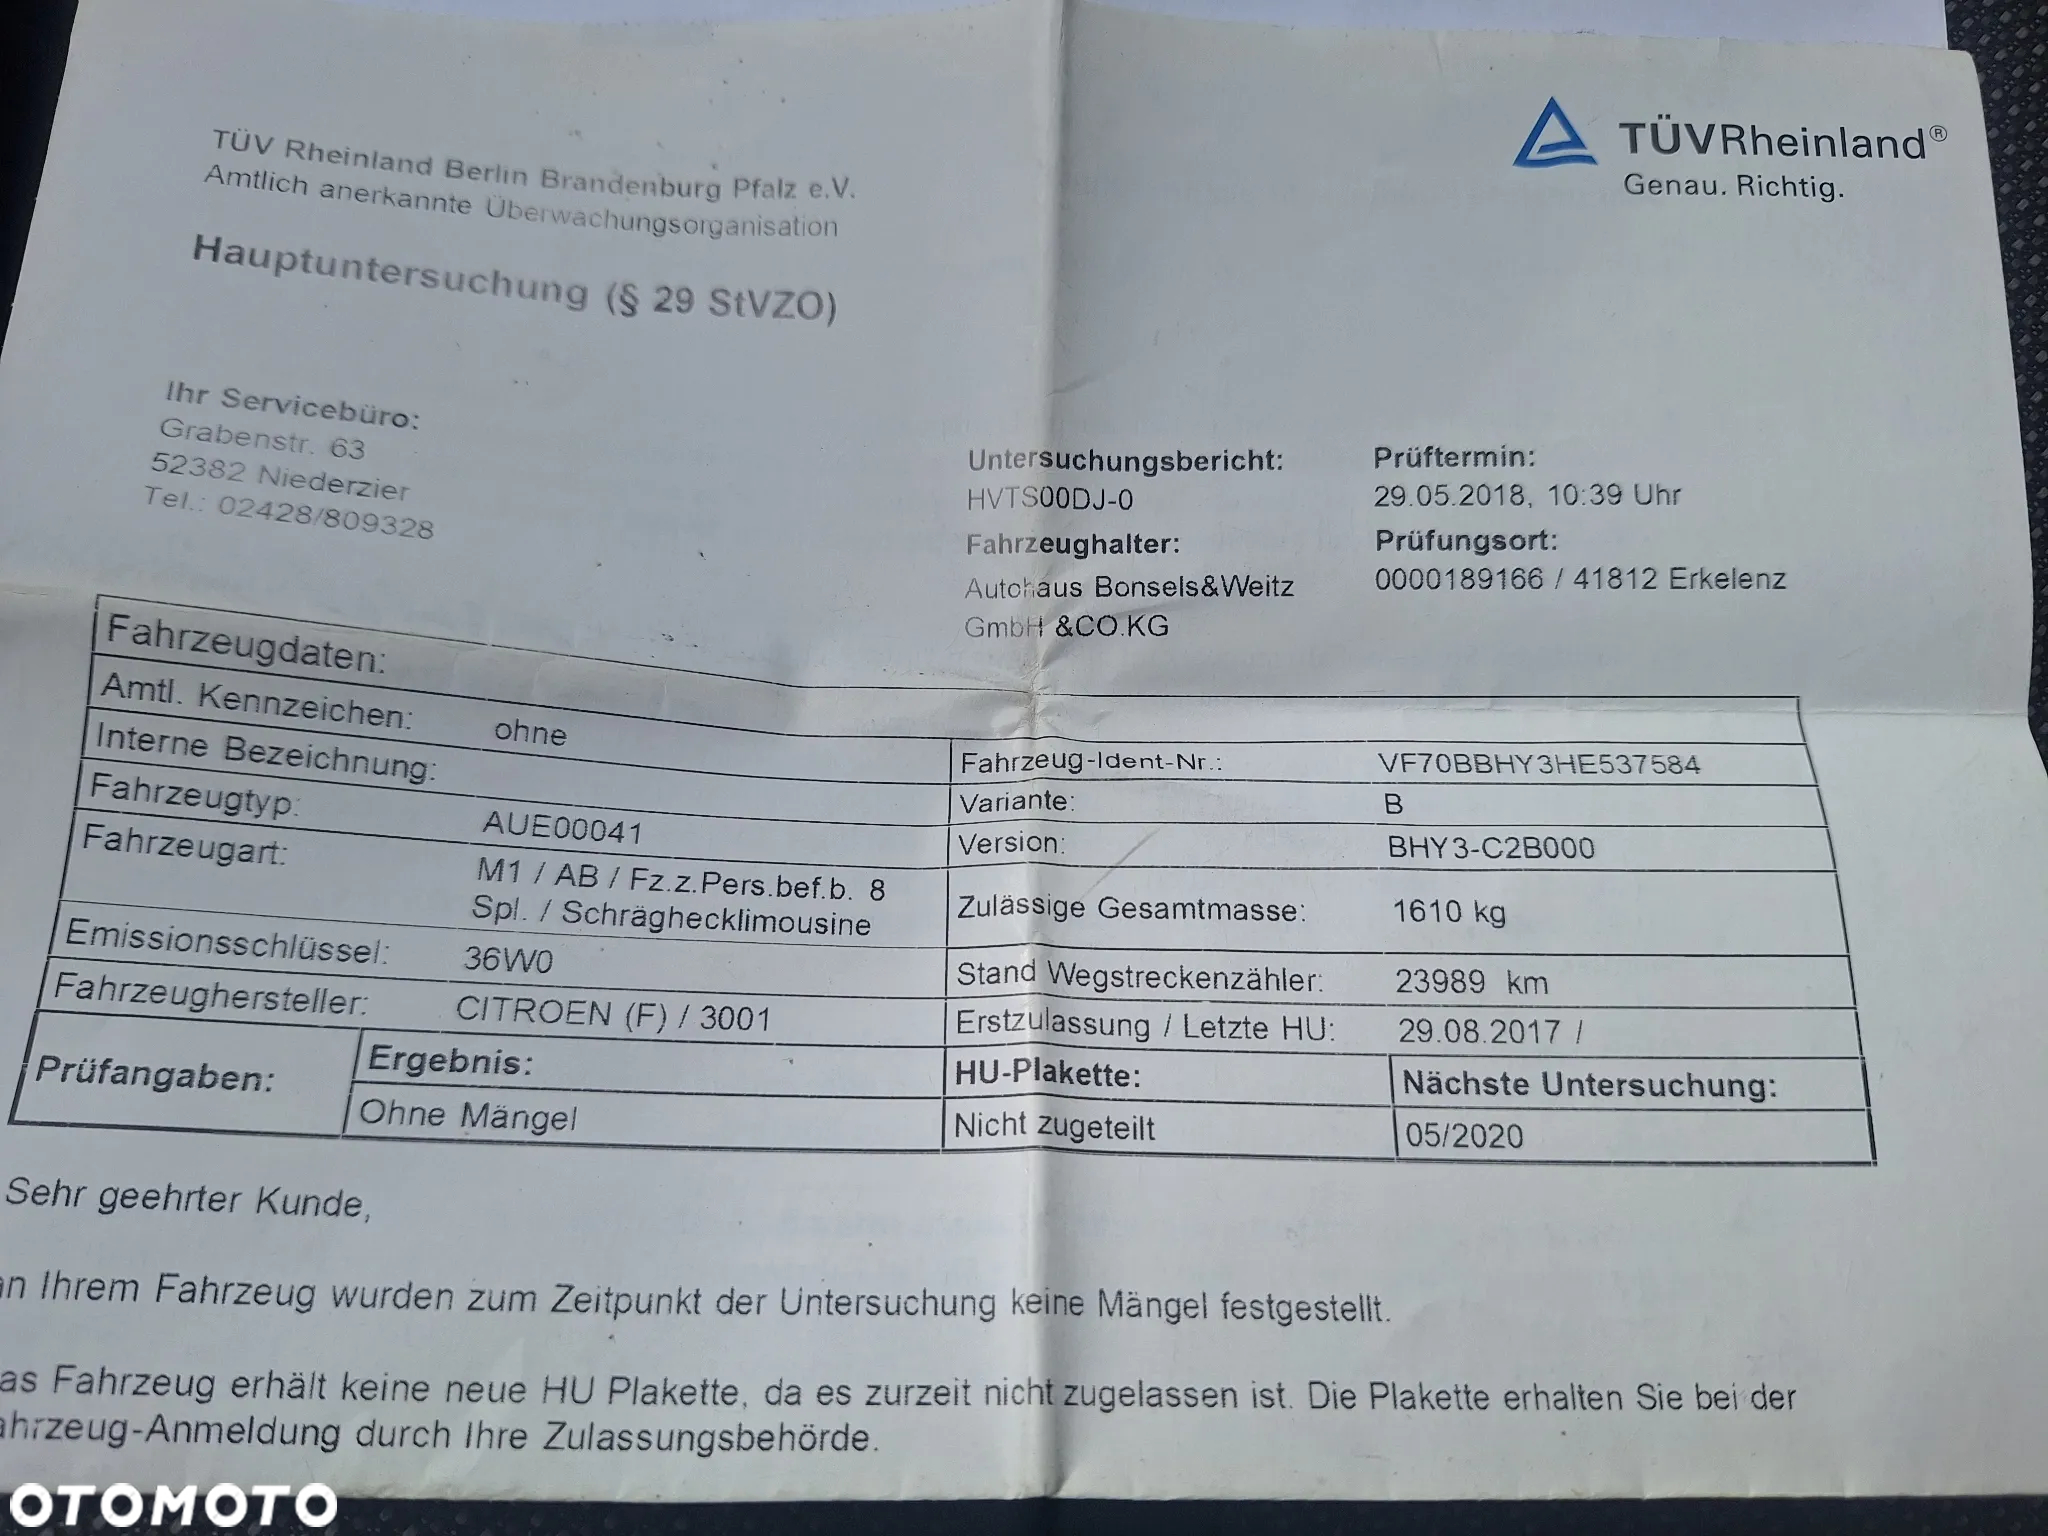 TÜVRheinland®
Genau. Richtig.
TÜV Rheinland Berlin Brandenburg Pfalz e.V.
Amtlich anerkannte Überwachungsorganisation
Hauptuntersuchung (§ 29 StVZO)
Ihr Servicebüro:
Grabenstr. 63
52382 Niederzier
Tel.: 02428/809328
Untersuchungsbericht:
HVTS00DJ-0
Fahrzeughalter:
Autohaus Bonsels&Weitz
GmbH &CO.KG
Prüftermin:
29.05.2018, 10:39 Uhr
Prüfungsort:
0000189166 / 41812 Erkelenz
Fahrzeugdaten:
Amtl. Kennzeichen: ohne
Fahrzeug-Ident-Nr.: VF70BBHY3HE537584
Interne Bezeichnung:
Variante: B
Fahrzeugtyp: AUE00041
Version: BHY3-C2B000
Fahrzeugart: M1 / AB / Fz.z.Pers.bef.b. 8
Spl. / Schräghecklimousine
Zulässige Gesamtmasse: 1610 kg
Emissionsschlüssel: 36W0
Stand Wegstreckenzähler: 23989 km
Fahrzeughersteller: CITROEN (F) / 3001
Erstzulassung / Letzte HU: 29.08.2017 /
Prüfangaben:
Ergebnis:
HU-Plakette:
Nächste Untersuchung:
Ohne Mängel
Nicht zugeteilt
05/2020
Sehr geehrter Kunde,
an Ihrem Fahrzeug wurden zum Zeitpunkt der Untersuchung keine Mängel festgestellt.
as Fahrzeug erhält keine neue HU Plakette, da es zurzeit nicht zugelassen ist. Die Plakette erhalten Sie bei der
ahrzeug-Anmeldung durch Ihre Zulassungsbehörde.
OTOMOTO